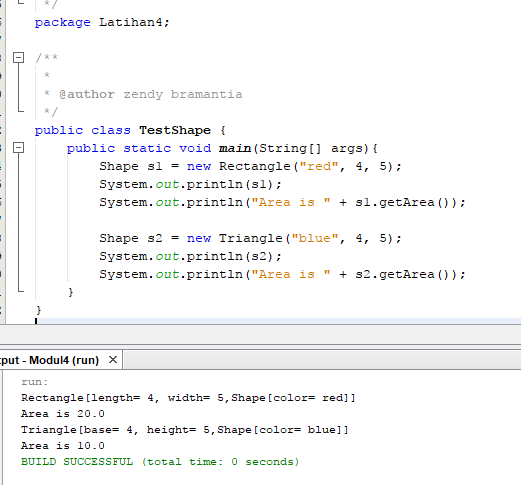 */
package Latihan4;
/**
*
* @author zendy bramantia
*/
public class TestShape {
public static void main(String[] args){
Shape s1 = new Rectangle("red", 4, 5);
System.out.println(s1);
System.out.println("Area is " + s1.getArea());
Shape s2 = new Triangle("blue", 4, 5);
System.out.println(s2);
System.out.println("Area is " + s2.getArea());
}
}
put - Modul4 (run) ×
run:
Rectangle[length= 4, width= 5,Shape[color= red]]
Area is 20.0
Triangle[base= 4, height= 5,Shape[color= blue]]
Area is 10.0
BUILD SUCCESSFUL (total time: 0 seconds)